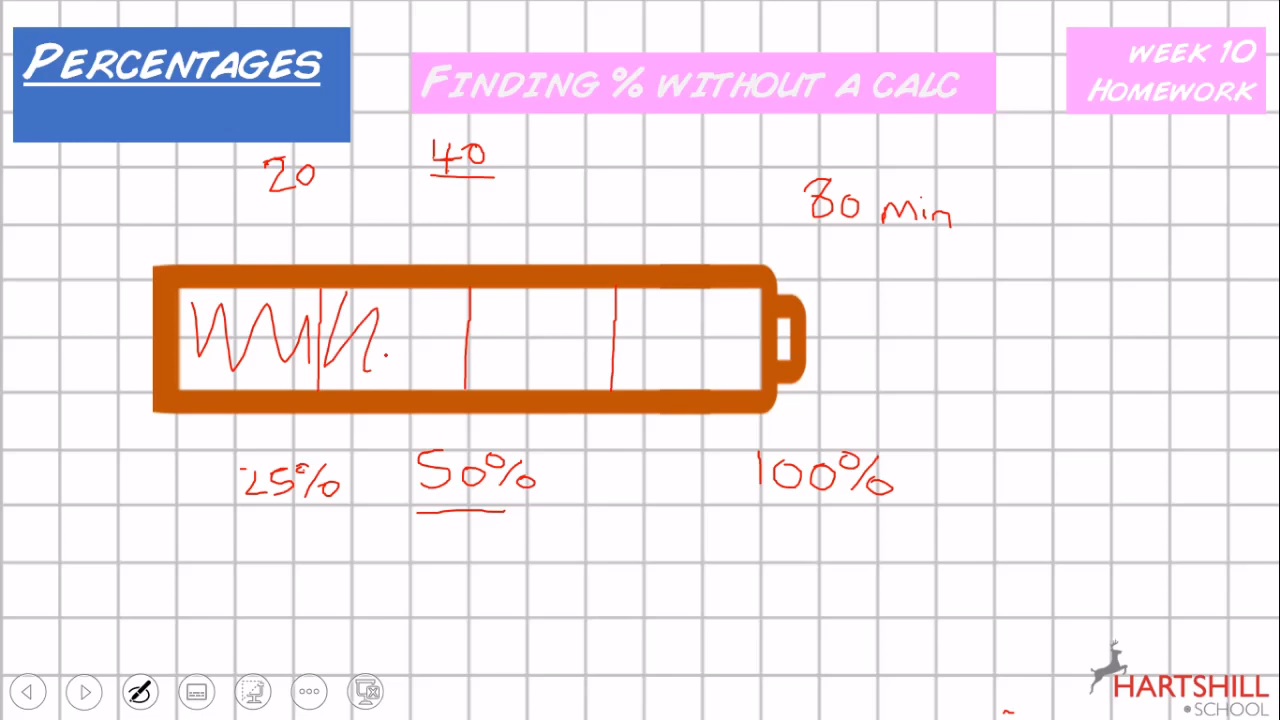 PERCENTAGES
FINDING % WITHOUT A CALC
WEEK 10
HOMEWORK
20
40
80 min
25%
50%
100%
HARTSHILL
SCHOOL